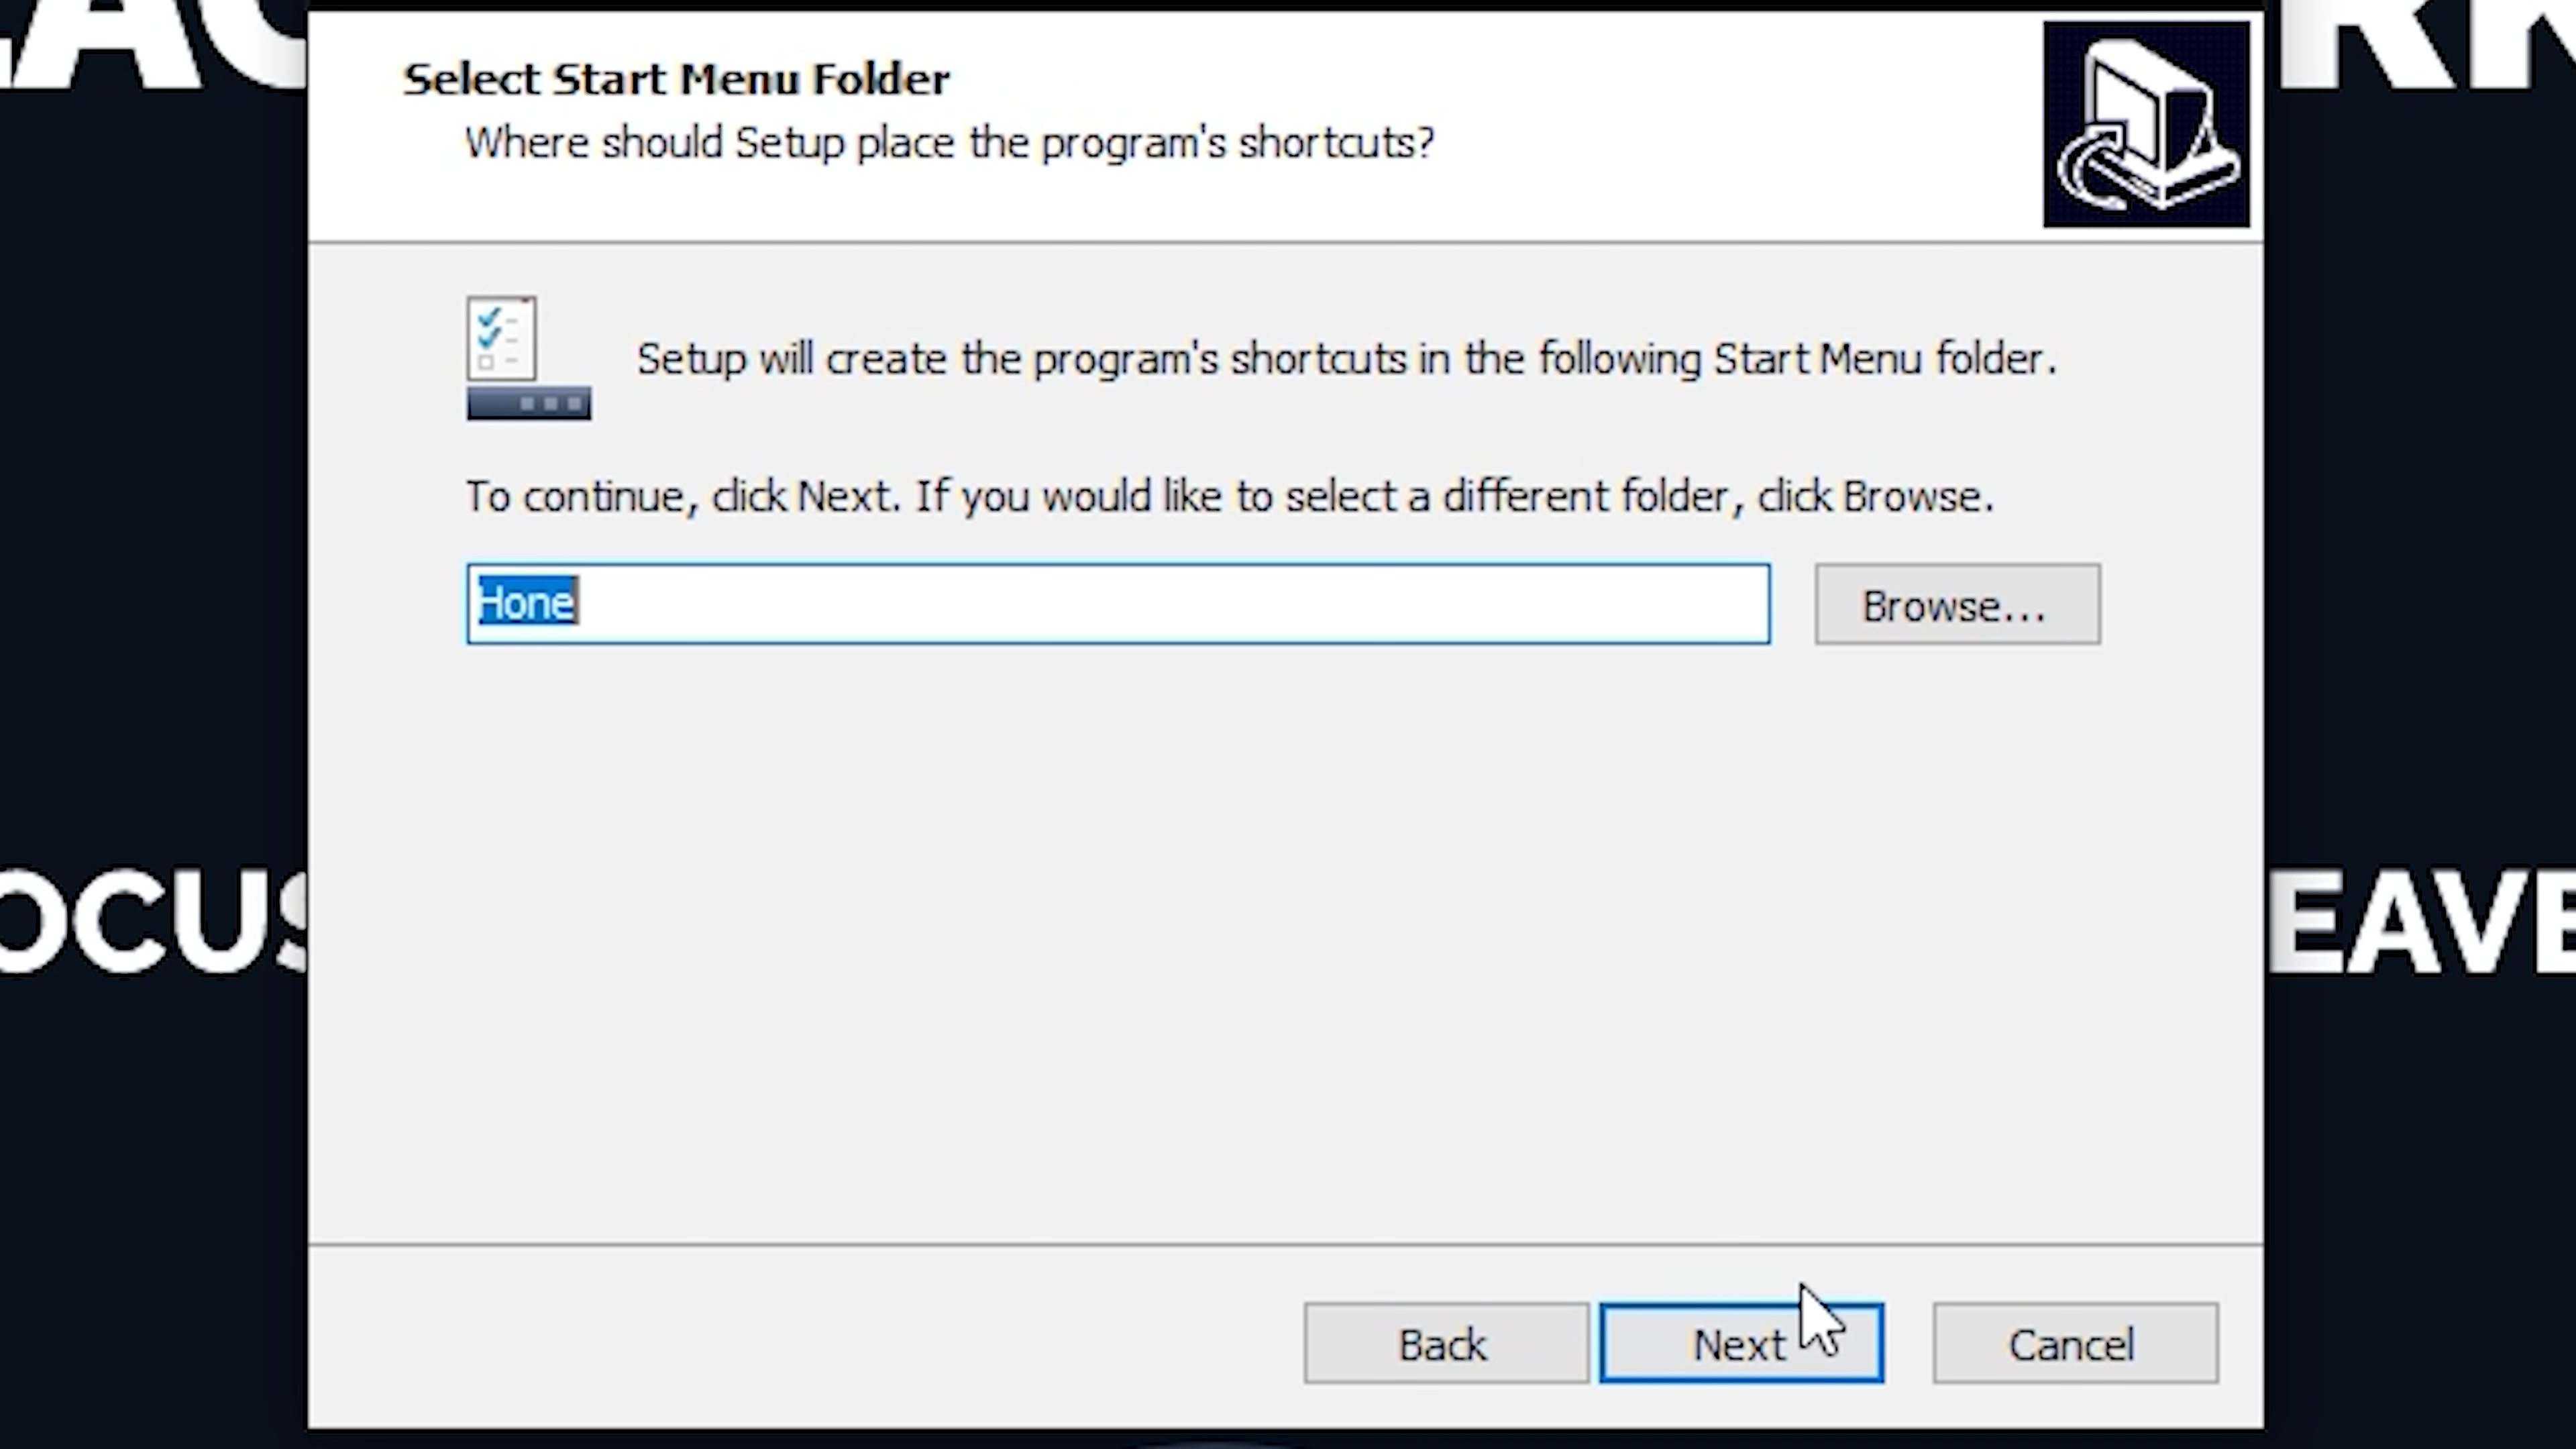 Select Start Menu Folder
Where should Setup place the program's shortcuts?
Setup will create the program's shortcuts in the following Start Menu folder.
To continue, click Next. If you would like to select a different folder, click Browse.
Hone
Browse...
Back
Next
Cancel